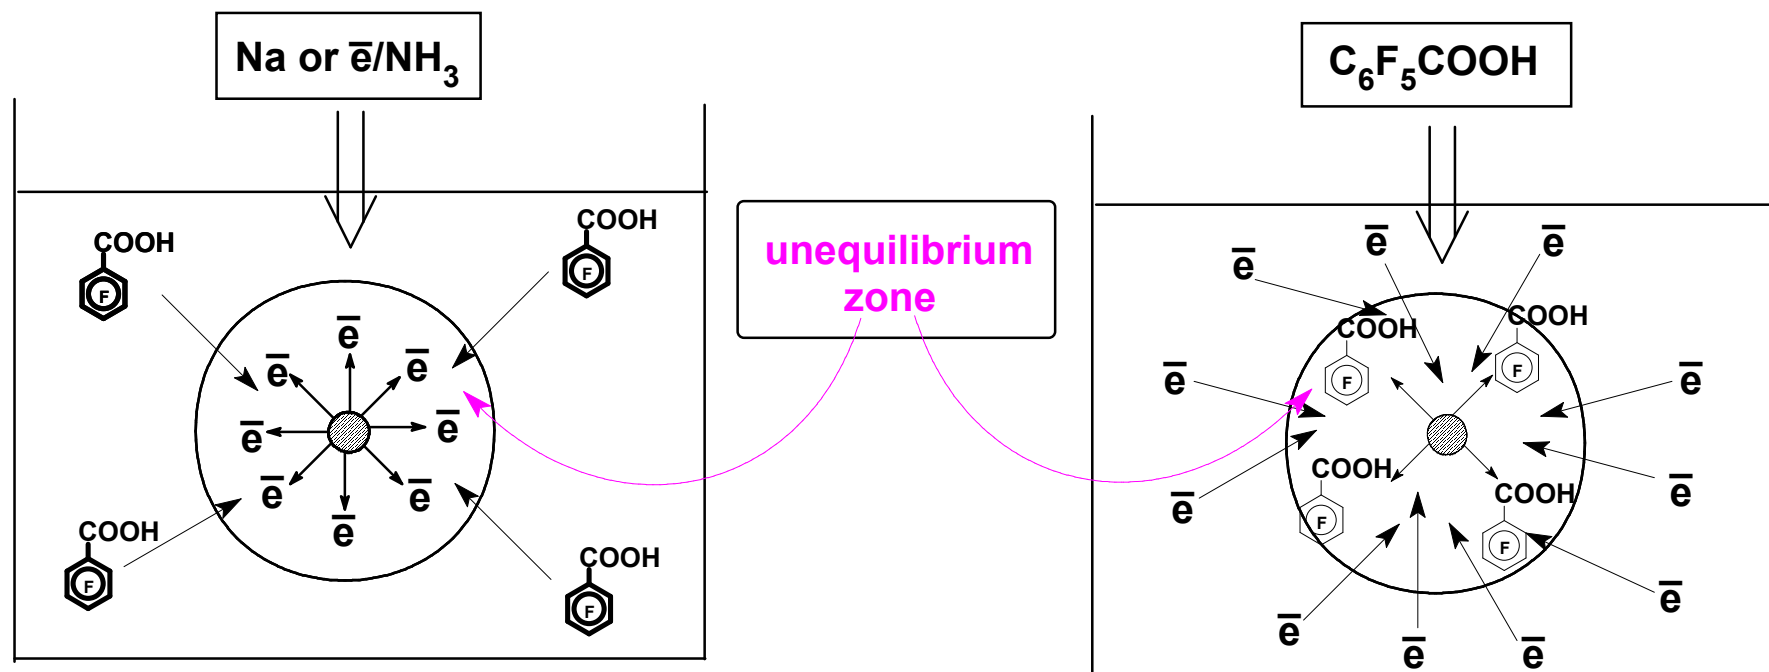 Na or e̅/NH₃
C₆F₅COOH
unequilibrium
zone
COOH
F
COOH
F
COOH
F
COOH
F
e̅
e̅
e̅
e̅
e̅
e̅
e̅
e̅
e̅
e̅
e̅
COOH
F
COOH
F
e̅
e̅
COOH
F
COOH
F
e̅
e̅
e̅
e̅
e̅
e̅